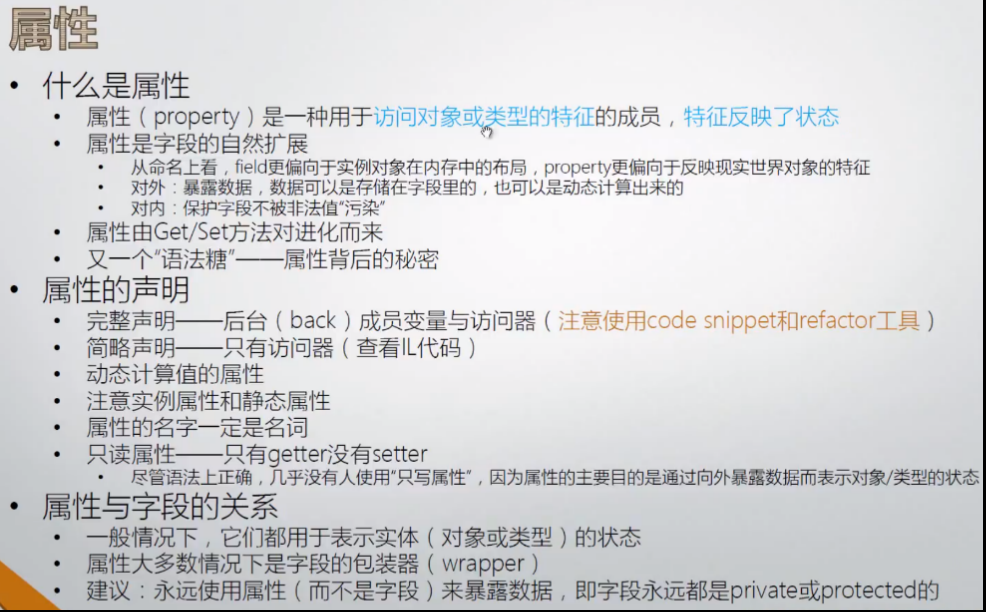 属性
• 什么是属性
• 属性（property）是一种用于访问对象或类型的特征的成员，特征反映了状态
• 属性是字段的自然扩展
• 从命名上看，field更偏向于实例对象在内存中的布局，property更偏向于反映现实世界对象的特征
• 对外：暴露数据，数据可以是存储在字段里的，也可以是动态计算出来的
• 对内：保护字段不被非法值“污染”
• 属性由Get/Set方法对进化而来
• 又一个“语法糖”——属性背后的秘密
• 属性的声明
• 完整声明——后台（back）成员变量与访问器（注意使用code snippet和refactor工具）
• 简略声明——只有访问器（查看IL代码）
• 动态计算值的属性
• 注意实例属性和静态属性
• 属性的名字一定是名词
• 只读属性——只有getter没有setter
• 尽管语法上正确，几乎没有人使用“只写属性”，因为属性的主要目的是通过向外暴露数据而表示对象/类型的状态
• 属性与字段的关系
• 一般情况下，它们都用于表示实体（对象或类型）的状态
• 属性大多数情况下是字段的包装器（wrapper）
• 建议：永远使用属性（而不是字段）来暴露数据，即字段永远都是private或protected的